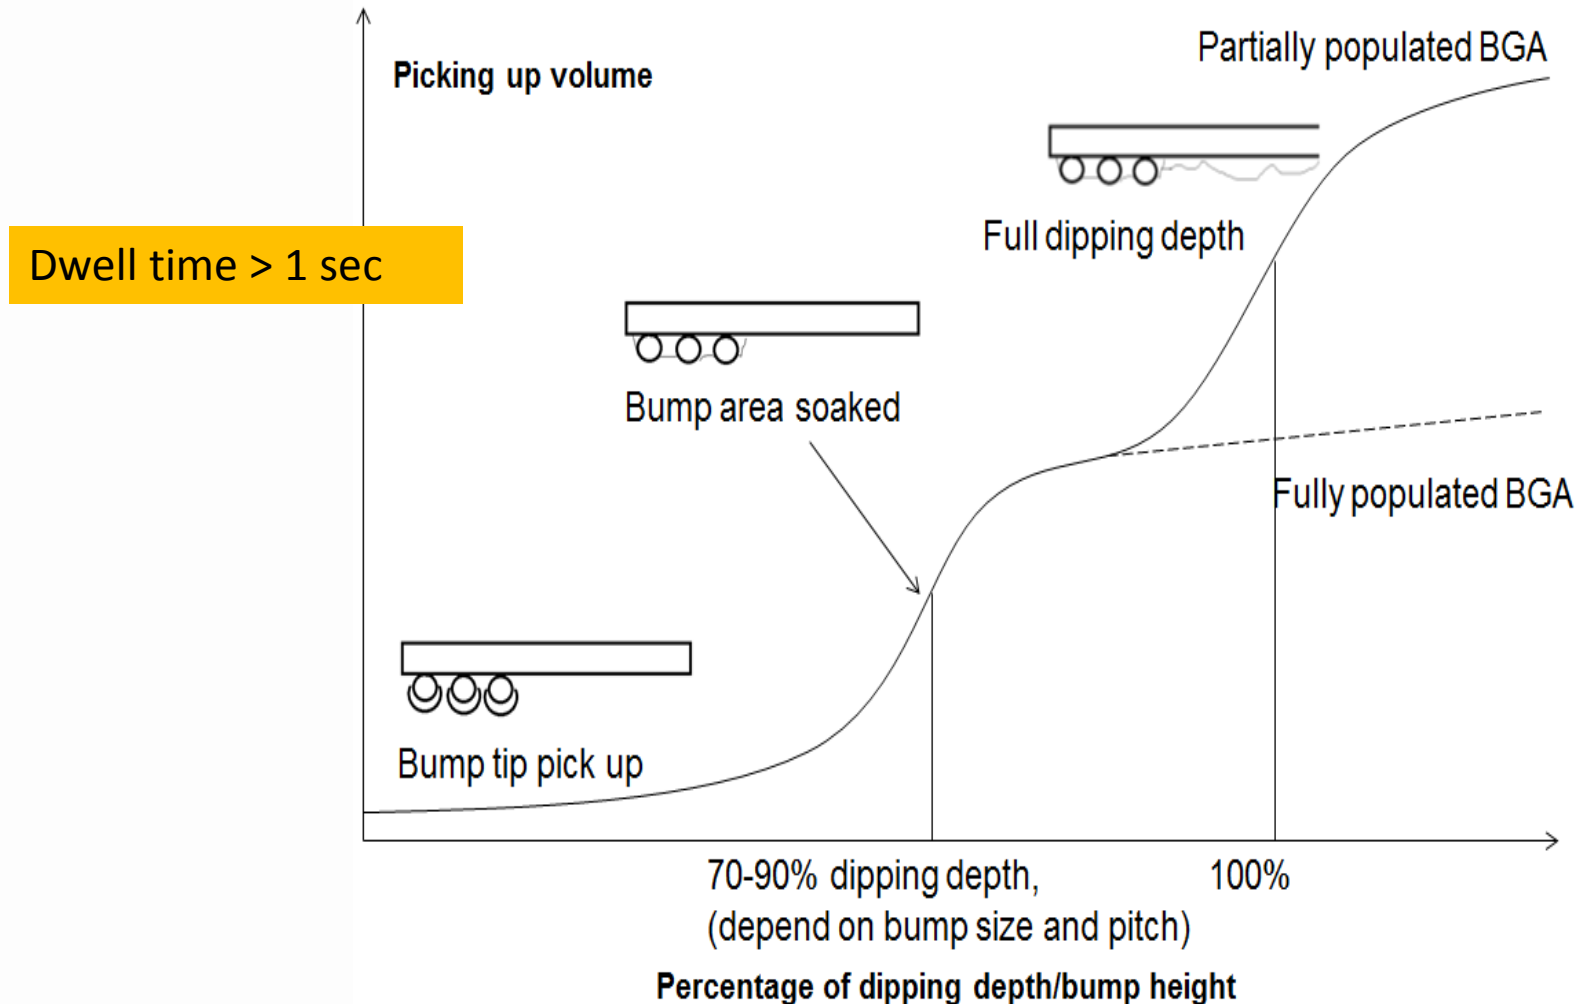 Partially populated BGA
Picking up volume
Full dipping depth
Dwell time > 1 sec
Bump area soaked
Fully populated BGA
Bump tip pick up
70-90% dipping depth,
100%
(depend on bump size and pitch)
Percentage of dipping depth/bump height